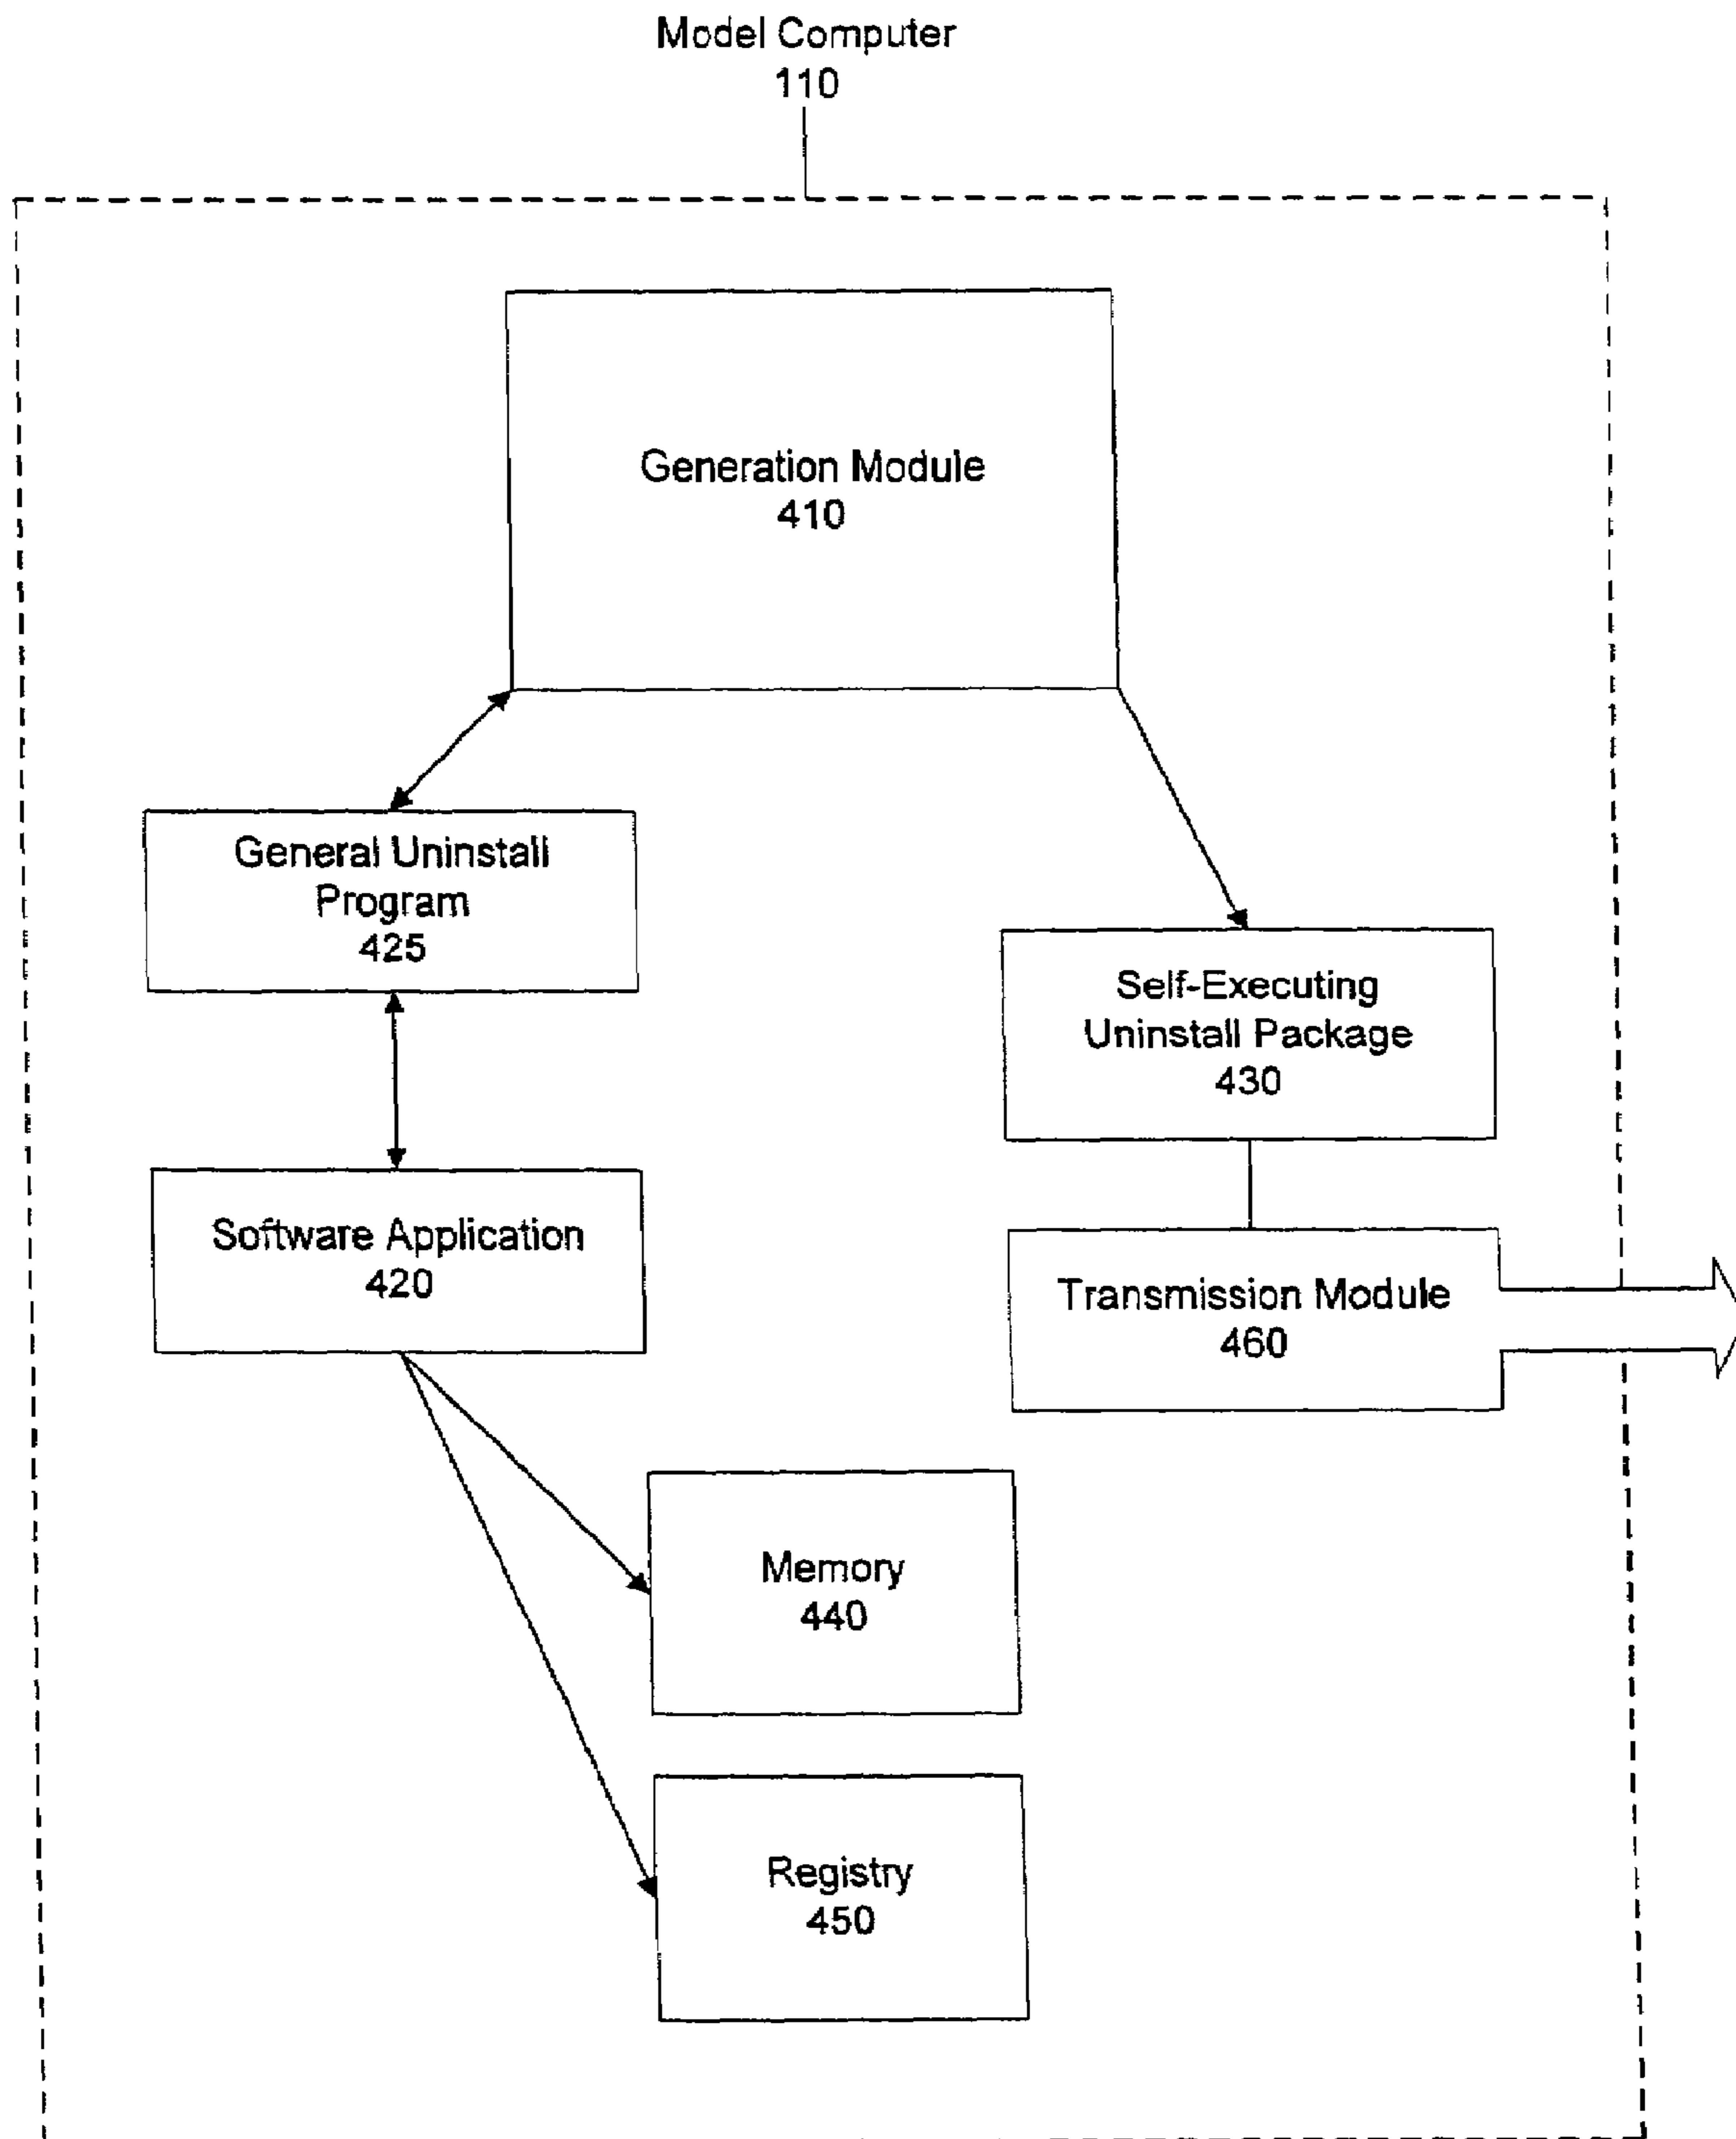 Model Computer
110
Generation Module
410
General Uninstall
Program
425
Self-Executing
Uninstall Package
430
Software Application
420
Transmission Module
460
Memory
440
Registry
450